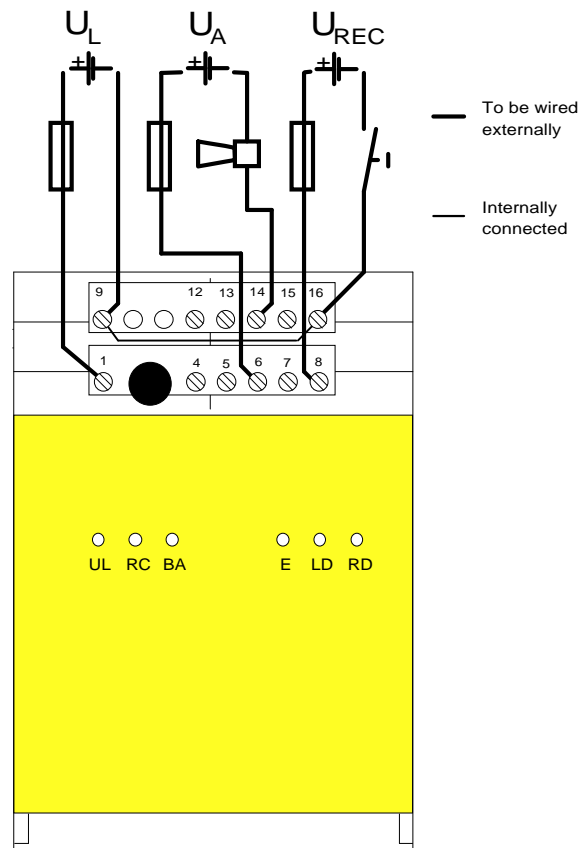 U_L U_A U_REC
+ + +
To be wired
externally
Internally
connected
9 12 13 14 15 16
1 4 5 6 7 8
UL RC BA E LD RD